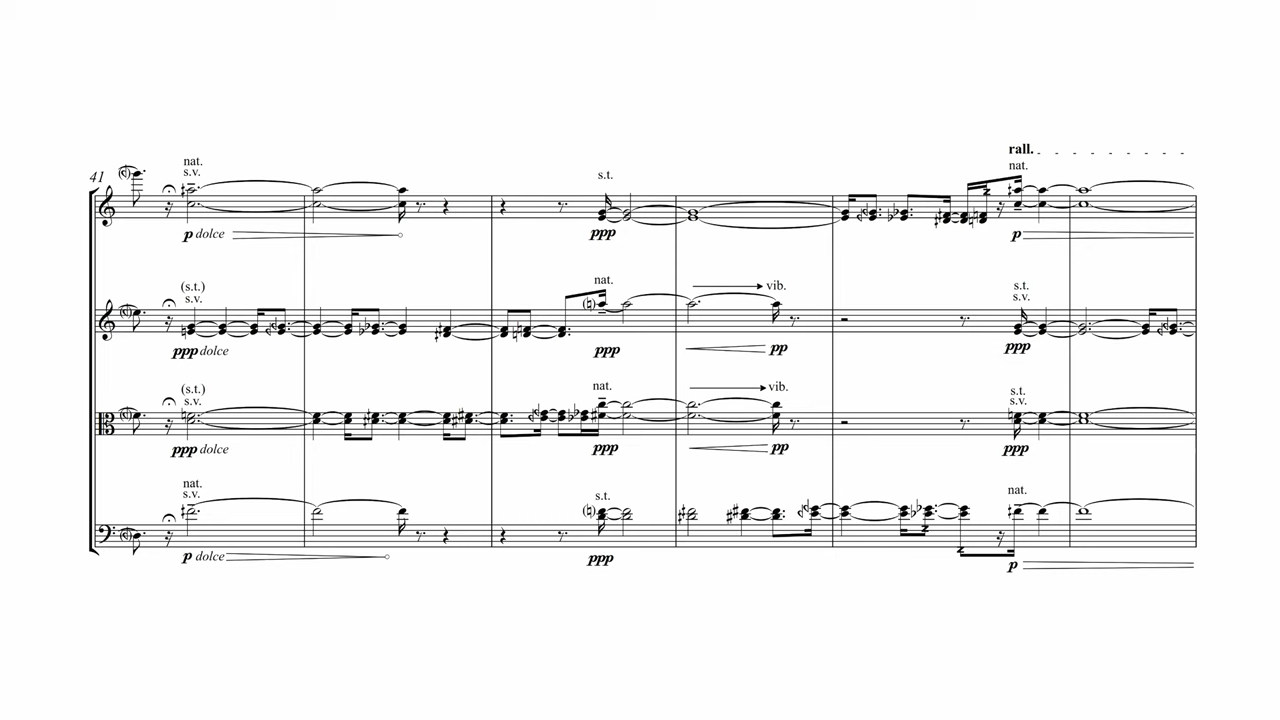 rall.
41
nat.
s.v.
s.t.
nat.
p dolce
ppp
p
(s.t.)
s.v.
nat.
vib.
s.t.
s.v.
ppp dolce
ppp
pp
ppp
(s.t.)
s.v.
nat.
vib.
s.t.
s.v.
ppp dolce
ppp
pp
ppp
nat.
s.v.
s.t.
nat.
p dolce
ppp
p